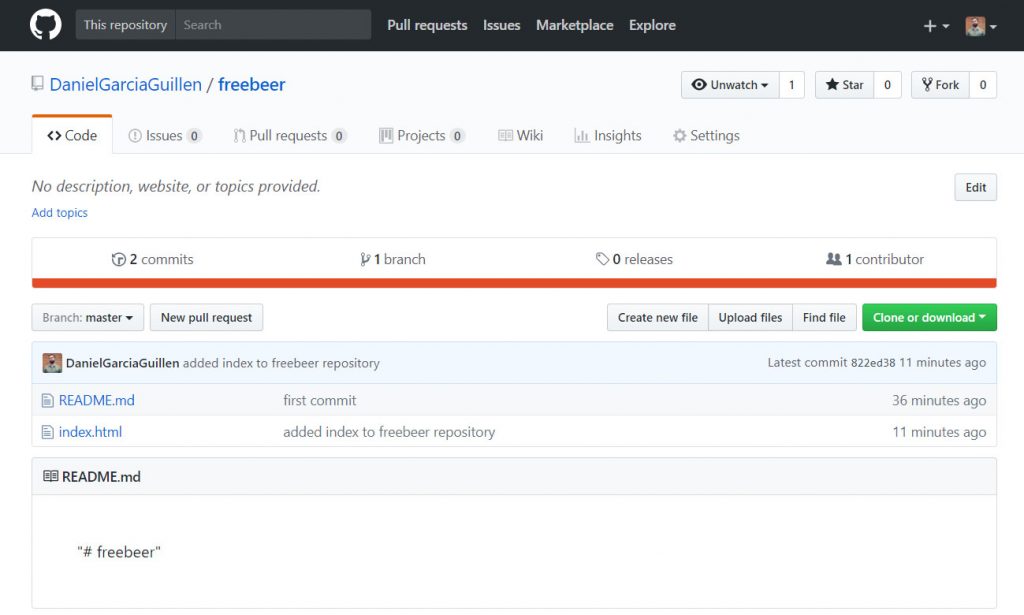 This repository Search Pull requests Issues Marketplace Explore
DanielGarciaGuillen / freebeer Unwatch 1 Star 0 Fork 0
Code Issues 0 Pull requests 0 Projects 0 Wiki Insights Settings
No description, website, or topics provided. Edit
Add topics
2 commits 1 branch 0 releases 1 contributor
Branch: master New pull request Create new file Upload files Find file Clone or download
DanielGarciaGuillen added index to freebeer repository Latest commit 822ed38 11 minutes ago
README.md first commit 36 minutes ago
index.html added index to freebeer repository 11 minutes ago
README.md
"# freebeer"